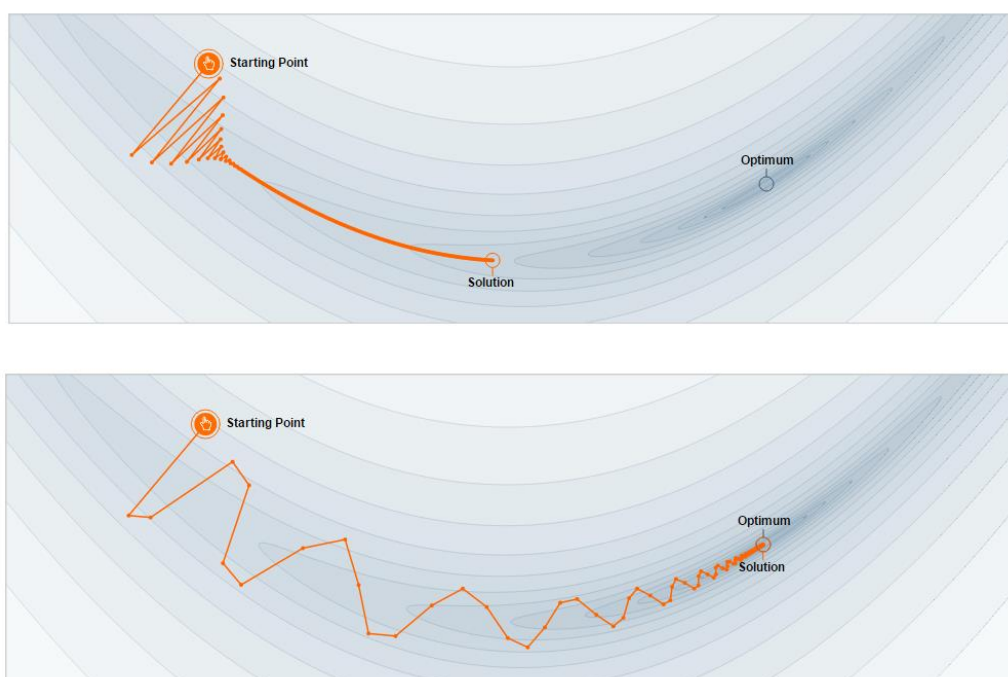 Starting Point
Optimum
Solution
Starting Point
Optimum
Solution